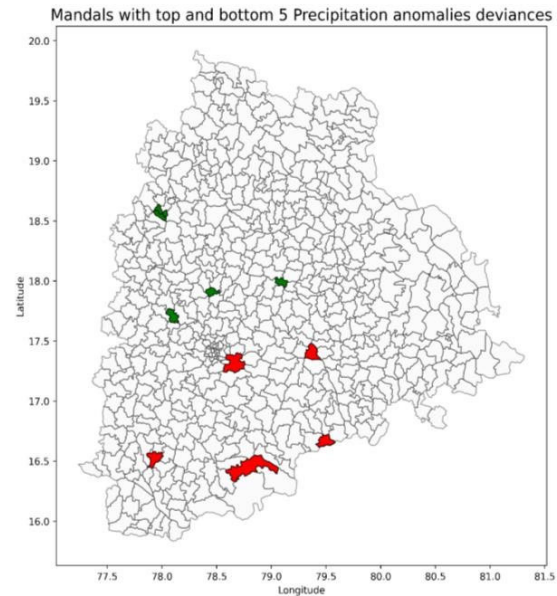 Mandals with top and bottom 5 Precipitation anomalies deviances
20.0
19.5
19.0
18.5
18.0
17.5
17.0
16.5
16.0
Latitude
77.5 78.0 78.5 79.0 79.5 80.0 80.5 81.0 81.5
Longitude